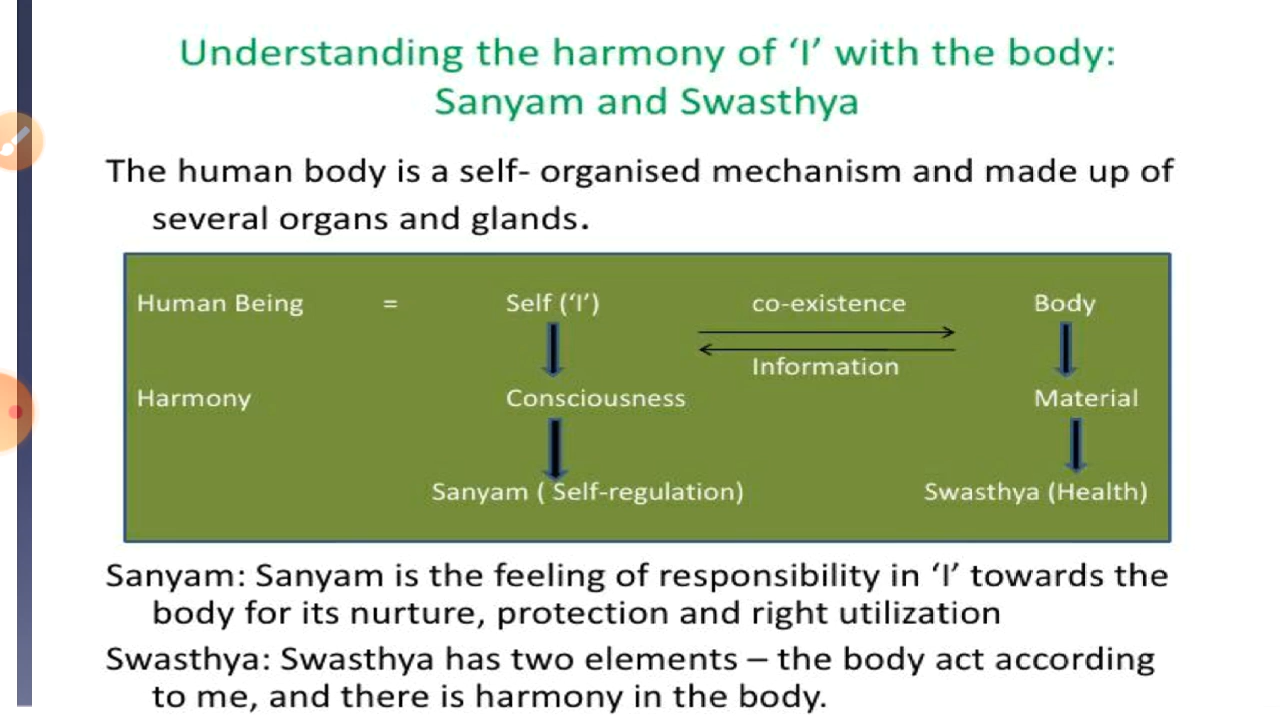 Understanding the harmony of ‘I’ with the body:
Sanyam and Swasthya
The human body is a self- organised mechanism and made up of
several organs and glands.
Human Being = Self (‘I’) co-existence Body
Information
Harmony Consciousness Material
Sanyam ( Self-regulation) Swasthya (Health)
Sanyam: Sanyam is the feeling of responsibility in ‘I’ towards the
body for its nurture, protection and right utilization
Swasthya: Swasthya has two elements – the body act according
to me, and there is harmony in the body.